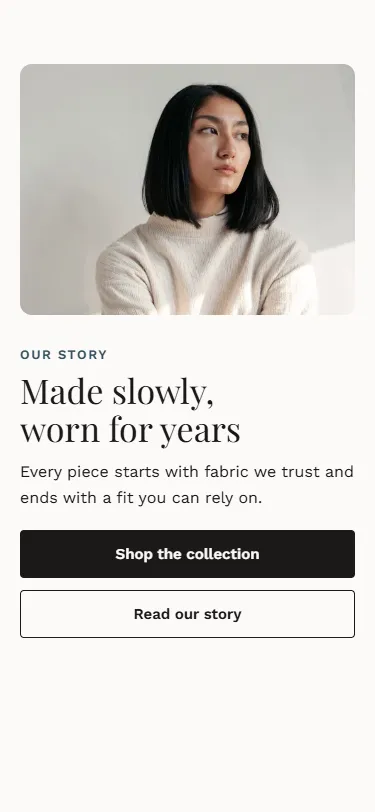 OUR STORY
Made slowly,
worn for years
Every piece starts with fabric we trust and
ends with a fit you can rely on.
Shop the collection
Read our story